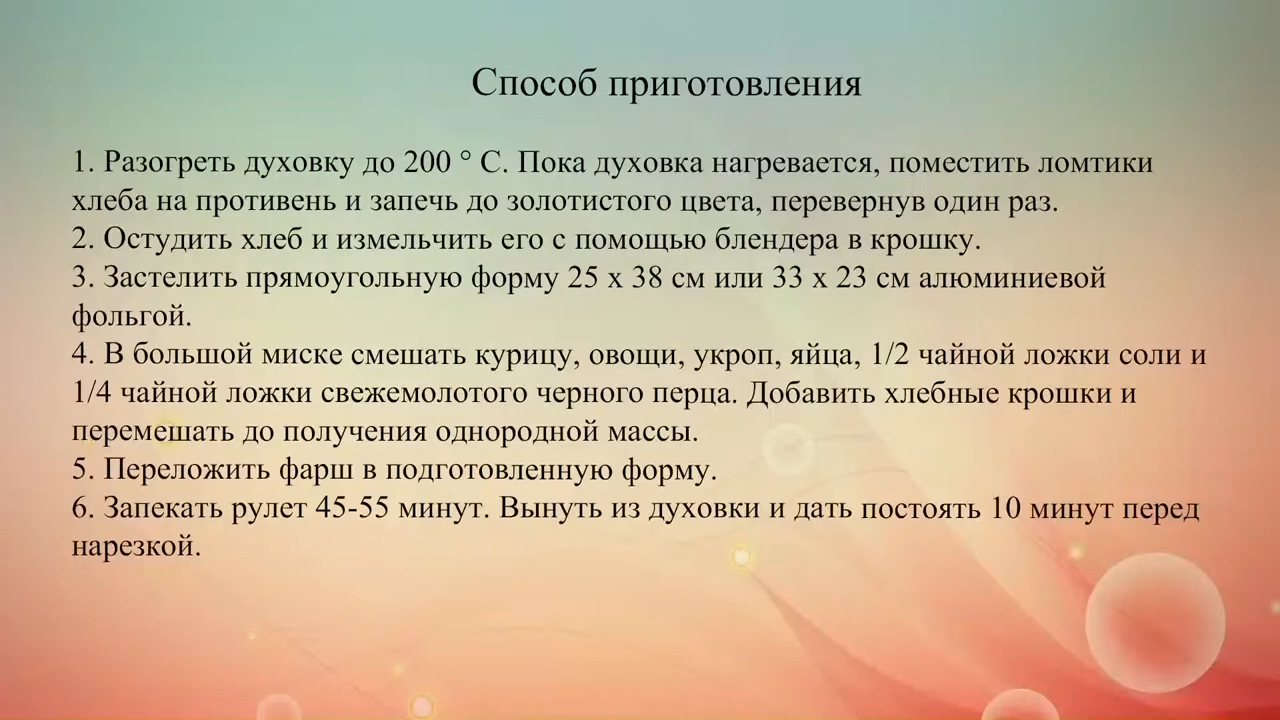 Способ приготовления
1. Разогреть духовку до 200 ° С. Пока духовка нагревается, поместить ломтики
хлеба на противень и запечь до золотистого цвета, перевернув один раз.
2. Остудить хлеб и измельчить его с помощью блендера в крошку.
3. Застелить прямоугольную форму 25 х 38 см или 33 х 23 см алюминиевой
фольгой.
4. В большой миске смешать курицу, овощи, укроп, яйца, 1/2 чайной ложки соли и
1/4 чайной ложки свежемолотого черного перца. Добавить хлебные крошки и
перемешать до получения однородной массы.
5. Переложить фарш в подготовленную форму.
6. Запекать рулет 45-55 минут. Вынуть из духовки и дать постоять 10 минут перед
нарезкой.